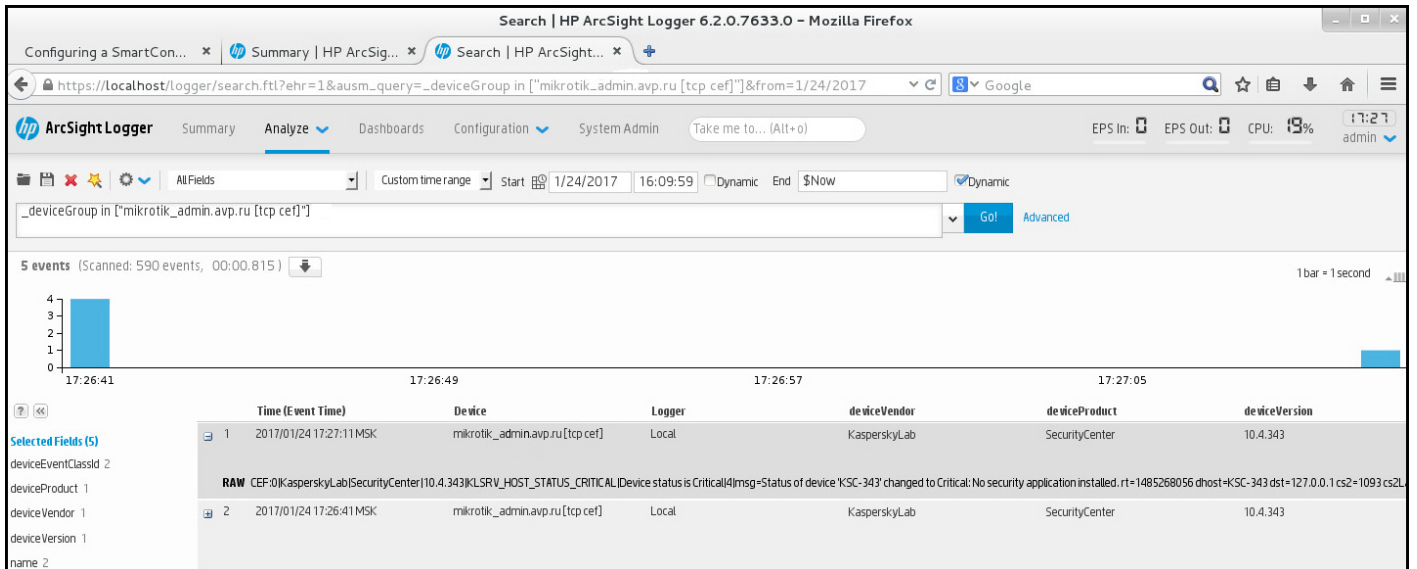 Search | HP ArcSight Logger 6.2.0.7633.0 - Mozilla Firefox
Configuring a SmartCon... × Summary | HP ArcSig... × Search | HP ArcSight... ×
https://localhost/logger/search.ftl?ehr=1&ausm_query=_deviceGroup in ["mikrotik_admin.avp.ru [tcp cef]"]&from=1/24/2017 Google
hp ArcSight Logger Summary Analyze Dashboards Configuration System Admin Take me to... (Alt+o) EPS In: 0 EPS Out: 0 CPU: 19% 17:27
admin
All Fields Custom time range Start 1/24/2017 16:09:59 Dynamic End $Now Dynamic
_deviceGroup in ["mikrotik_admin.avp.ru [tcp cef]"] Go! Advanced
5 events (Scanned: 590 events, 00:00.815) 1 bar = 1 second
4
3
2
1
0
17:26:41 17:26:49 17:26:57 17:27:05
Time (Event Time) Device Logger deviceVendor deviceProduct deviceVersion
Selected Fields (5) 1 2017/01/24 17:27:11 MSK mikrotik_admin.avp.ru [tcp cef] Local KasperskyLab SecurityCenter 10.4.343
deviceEventClassId 2
deviceProduct 1 RAW CEF:0|KasperskyLab|SecurityCenter|10.4.343|KLSRV_HOST_STATUS_CRITICAL|Device status is Critical|4|msg=Status of device 'KSC-343' changed to Critical: No security application installed. rt=1485268056 dhost=KSC-343 dst=127.0.0.1 cs2=1093 cs2L
deviceVendor 1 2 2017/01/24 17:26:41 MSK mikrotik_admin.avp.ru [tcp cef] Local KasperskyLab SecurityCenter 10.4.343
deviceVersion 1
name 2